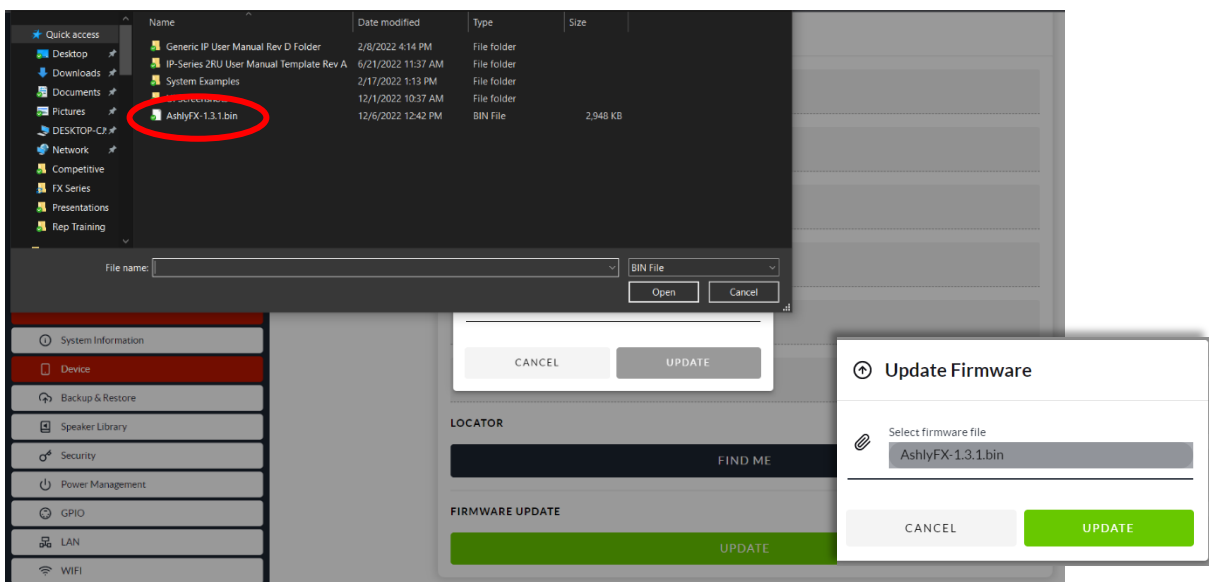 Name Date modified Type Size
Quick access
Desktop
Downloads
Documents
Pictures
Network
Competitive
FX Series
Presentations
Rep Training
Generic IP User Manual Rev D Folder 2/8/2022 4:14 PM File folder
IP-Series 2RU User Manual Template Rev A 6/21/2022 11:37 AM File folder
System Examples 2/17/2022 1:13 PM File folder
12/1/2022 10:37 AM File folder
AshlyFX-1.3.1.bin 12/6/2022 12:42 PM BIN File 2,948 KB
File name: BIN File
Open Cancel
CANCEL UPDATE
System Information
Device
Backup & Restore
Speaker Library
Security
Power Management
GPIO
LAN
WIFI
LOCATOR
FIND ME
FIRMWARE UPDATE
UPDATE
Update Firmware
Select firmware file
AshlyFX-1.3.1.bin
CANCEL UPDATE